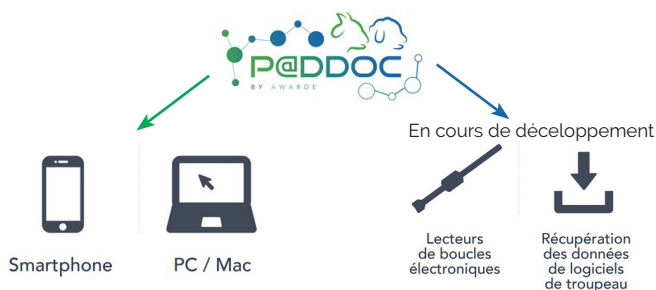 P@DDOC
BY AWARDE
En cours de déceloppement
Smartphone
PC / Mac
Lecteurs
de boucles
électroniques
Récupération
des données
de logiciels
de troupeau